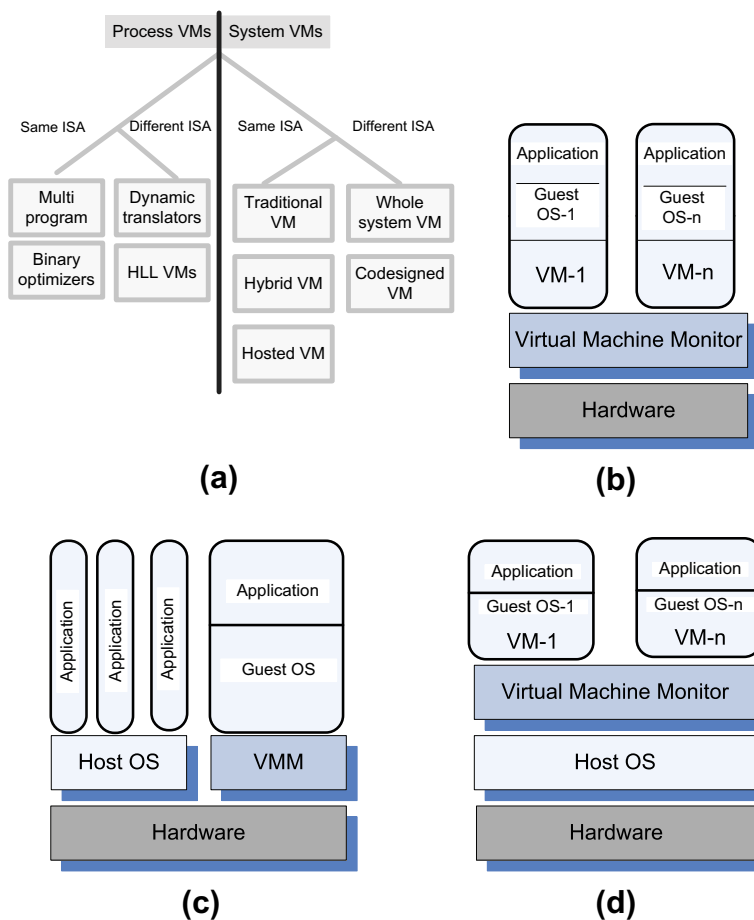 Process VMs
System VMs
Same ISA
Different ISA
Same ISA
Different ISA
Multi
program
Dynamic
translators
Traditional
VM
Whole
system VM
Binary
optimizers
HLL VMs
Hybrid VM
Codesigned
VM
Hosted VM
(a)
Application
Guest
OS-1
VM-1
Application
Guest
OS-n
VM-n
Virtual Machine Monitor
Hardware
(b)
Application
Application
Application
Application
Guest OS
Host OS
VMM
Hardware
(c)
Application
Guest OS-1
VM-1
Application
Guest OS-n
VM-n
Virtual Machine Monitor
Host OS
Hardware
(d)